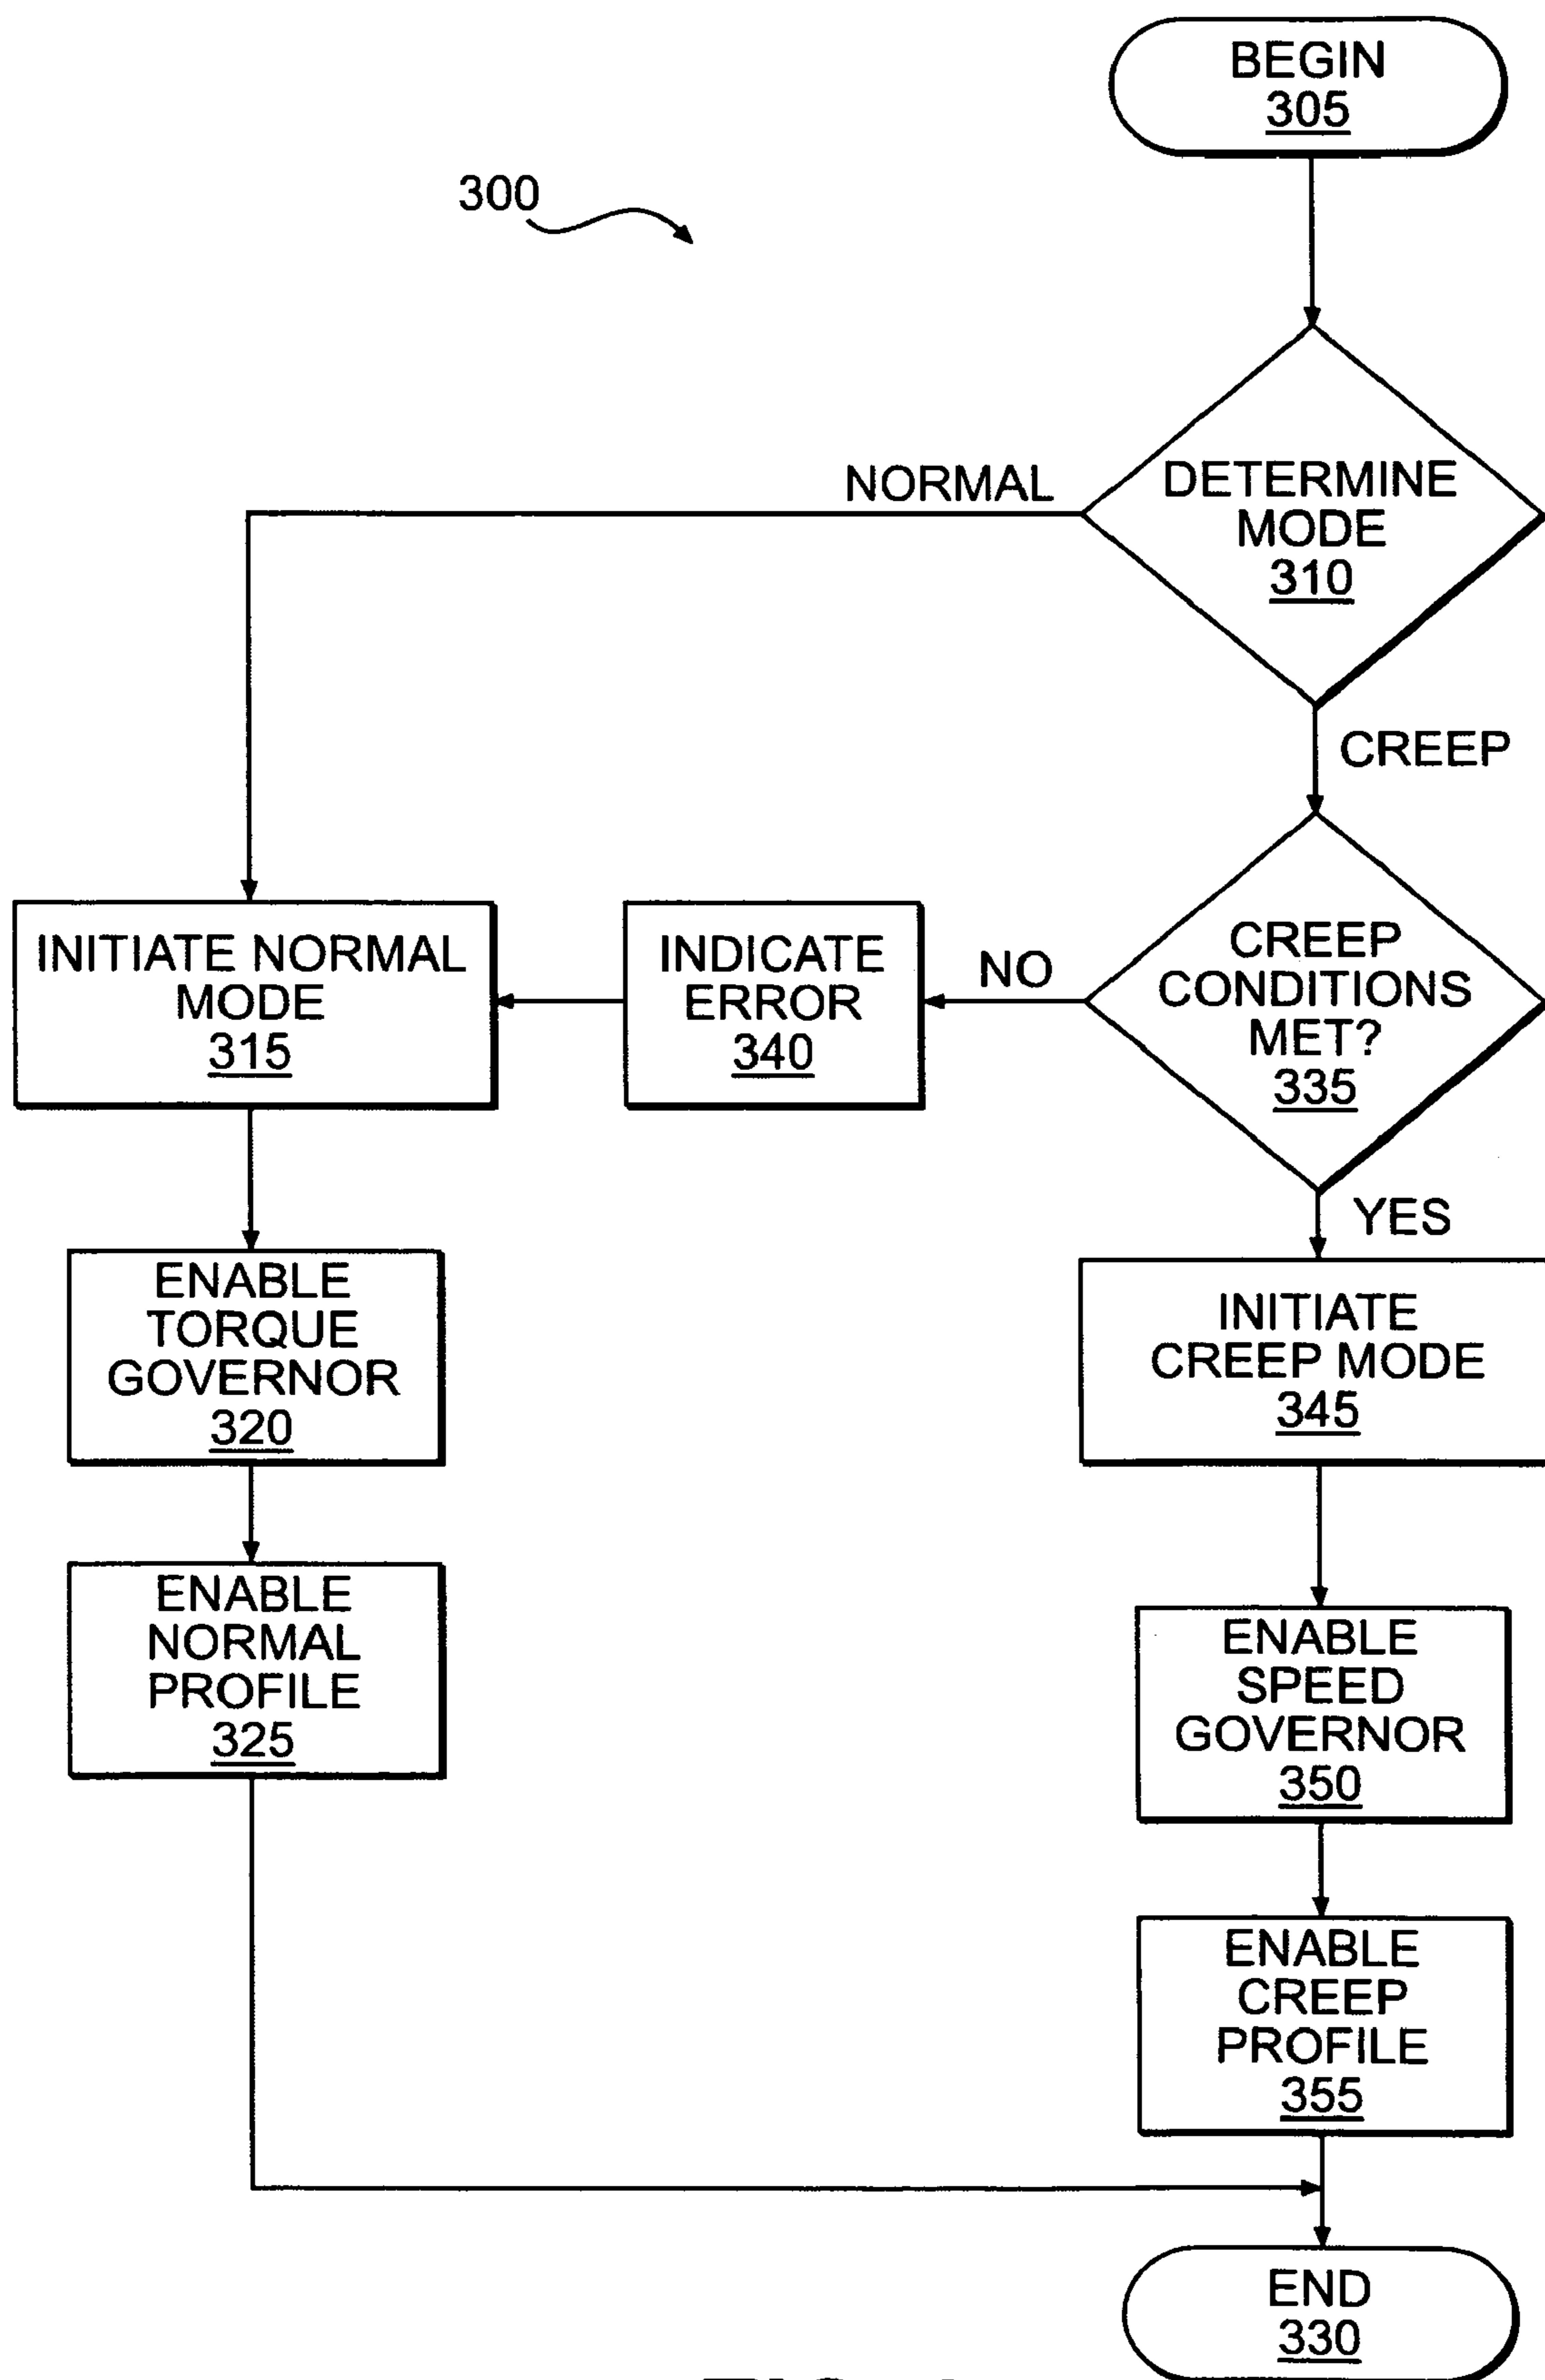 BEGIN
305
300
DETERMINE
MODE
310
NORMAL
CREEP
INITIATE NORMAL
MODE
315
INDICATE
ERROR
340
NO
CREEP
CONDITIONS
MET?
335
YES
ENABLE
TORQUE
GOVERNOR
320
INITIATE
CREEP MODE
345
ENABLE
NORMAL
PROFILE
325
ENABLE
SPEED
GOVERNOR
350
ENABLE
CREEP
PROFILE
355
END
330